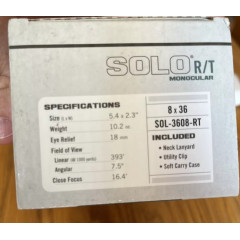 SOLO R/T
MONOCULAR
SPECIFICATIONS
Size 5.4 x 2.3"
Weight 10.2 oz
Eye Relief 18 mm
Field of View
Linear (@ 1000 yards) 393'
Angular 7.5°
Close Focus 16.4'
8 x 36
SOL-3608-RT
INCLUDED
• Neck Lanyard
• Utility Clip
• Soft Carry Case